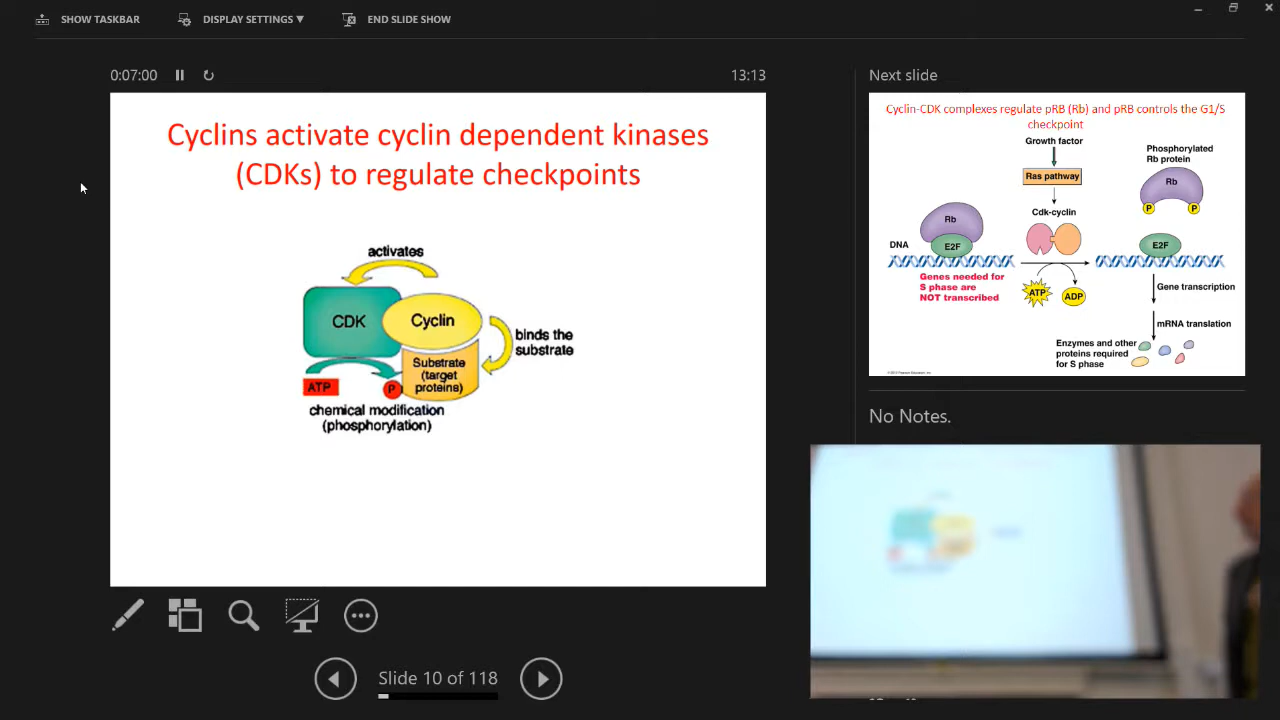 SHOW TASKBAR
DISPLAY SETTINGS ▼
END SLIDE SHOW
0:07:00
13:13
Cyclins activate cyclin dependent kinases
(CDKs) to regulate checkpoints
activates
CDK
Cyclin
binds the
substrate
Substrate
(target
proteins)
ATP
P
chemical modification
(phosphorylation)
Slide 10 of 118
Next slide
Cyclin-CDK complexes regulate pRB (Rb) and pRB controls the G1/S
checkpoint
Growth factor
Ras pathway
Cdk-cyclin
Phosphorylated
Rb protein
Rb
P
P
Rb
E2F
DNA
E2F
Genes needed for
S phase are
NOT transcribed
ATP
ADP
Gene transcription
mRNA translation
Enzymes and other
proteins required
for S phase
No Notes.